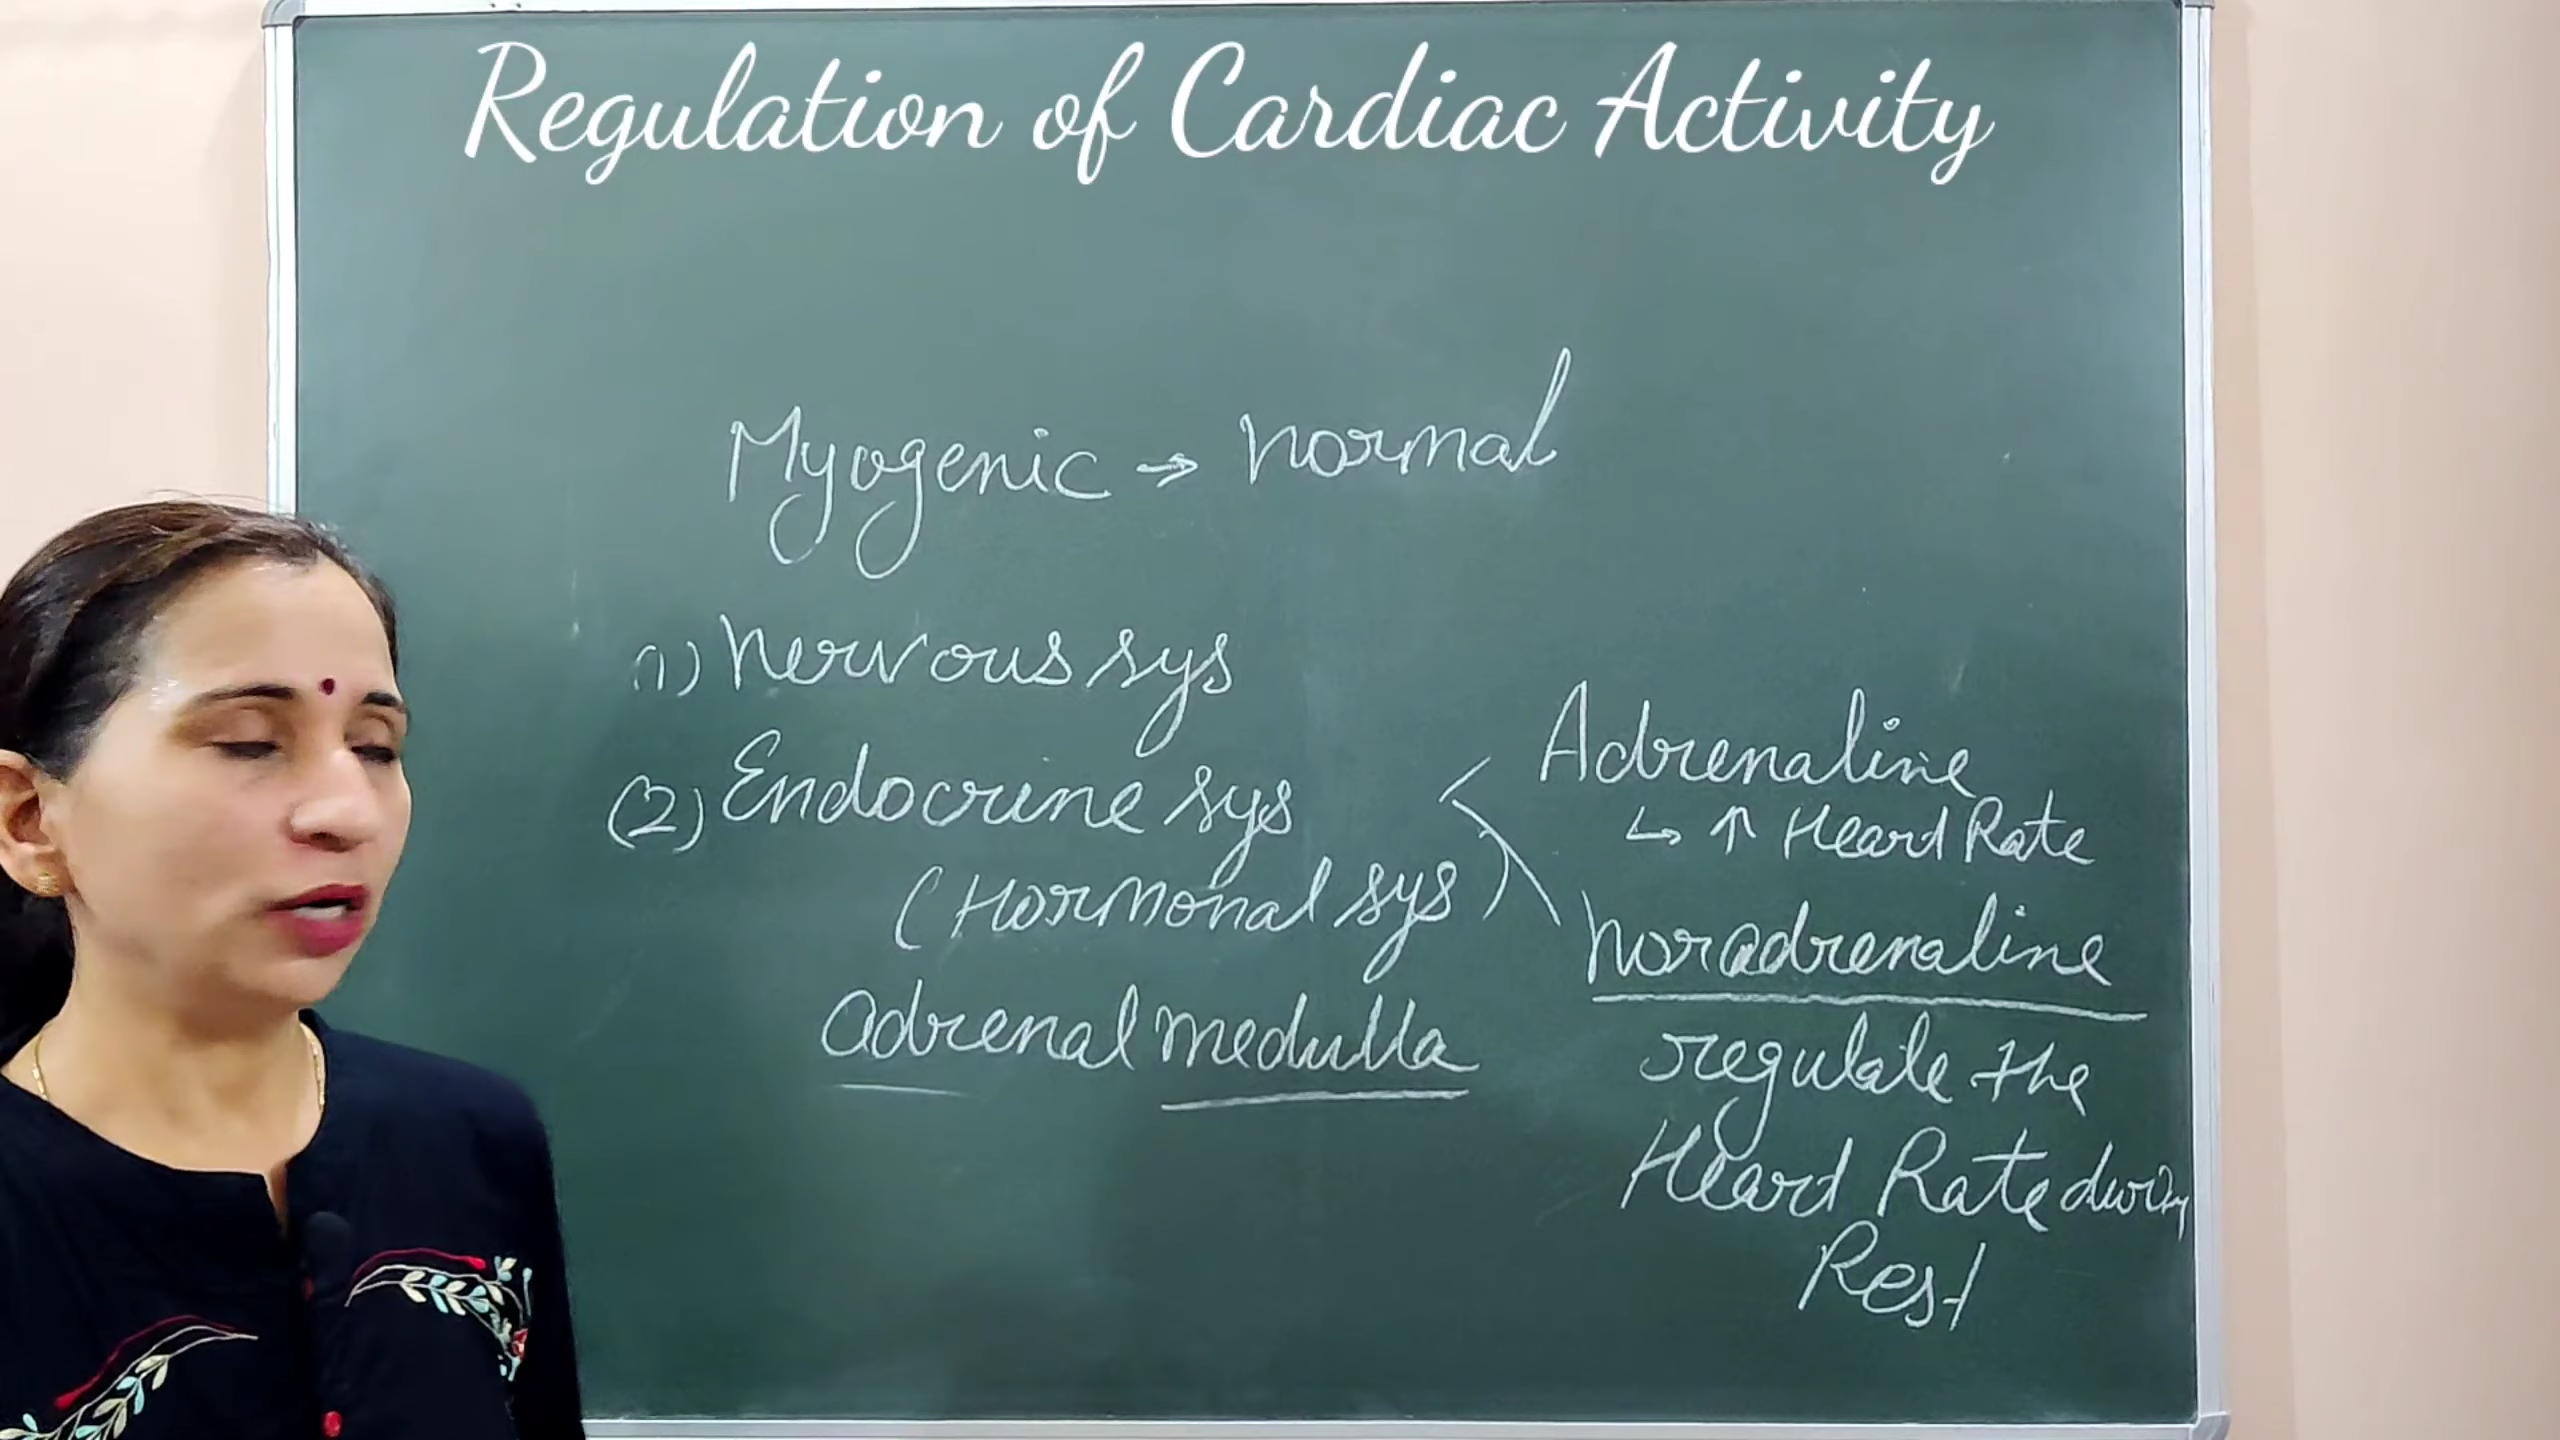 Regulation of Cardiac Activity
Myogenic → normal
(1) Nervous sys
(2) Endocrine sys
(Hormonal sys)
Adrenal medulla
Adrenaline
↳ ↑ Heart Rate
Noradrenaline
regulate the
Heart Rate during
Rest